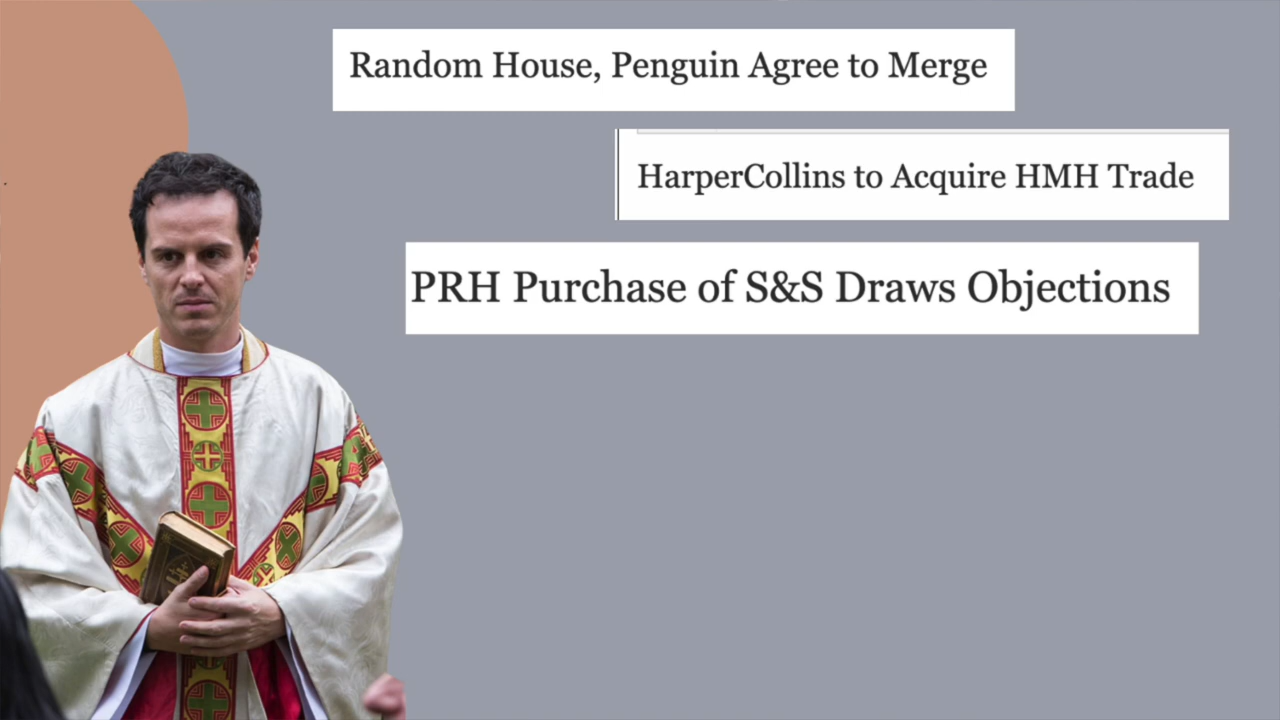 Random House, Penguin Agree to Merge
HarperCollins to Acquire HMH Trade
PRH Purchase of S&S Draws Objections